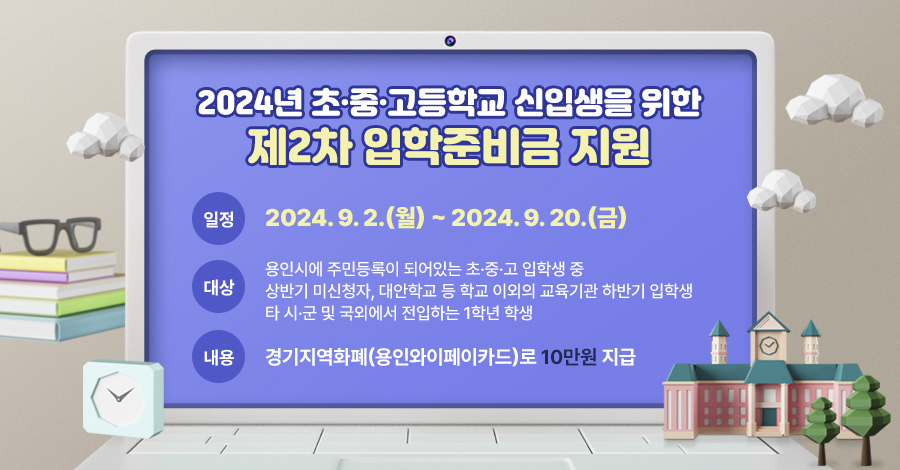 2024년 초·중·고등학교 신입생을 위한
제2차 입학준비금 지원
일정
2024. 9. 2.(월) ~ 2024. 9. 20.(금)
대상
용인시에 주민등록이 되어있는 초·중·고 입학생 중
상반기 미신청자, 대안학교 등 학교 이외의 교육기관 하반기 입학생
타 시·군 및 국외에서 전입하는 1학년 학생
내용
경기지역화폐(용인와이페이카드)로 10만원 지급